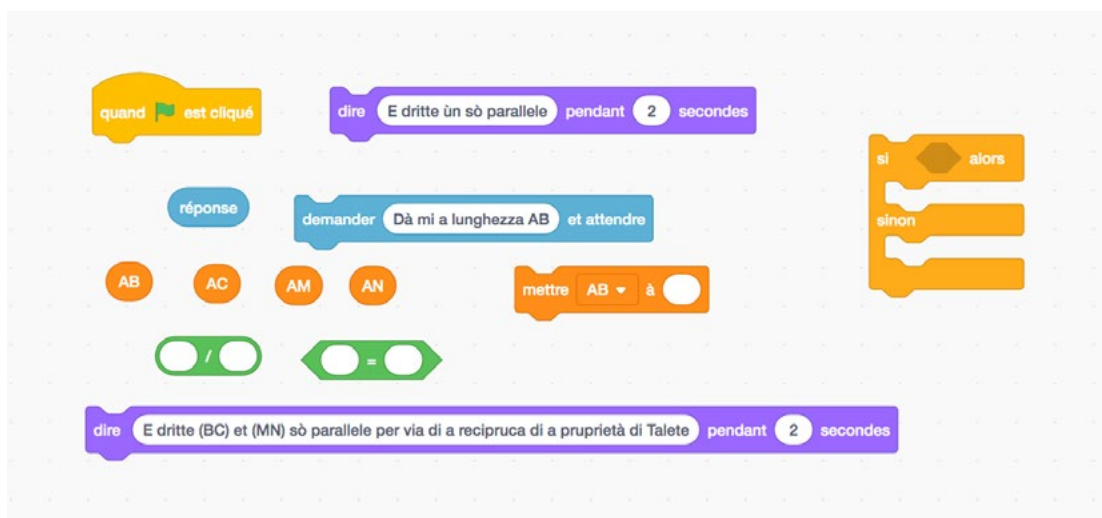 quand est cliqué
dire E dritte ùn sò parallele pendant 2 secondes
si alors
réponse
demander Dà mi a lunghezza AB et attendre
sinon
AB AC AM AN
mettre AB à
/ =
dire E dritte (BC) et (MN) sò parallele per via di a recipruca di a pruprietà di Talete pendant 2 secondes